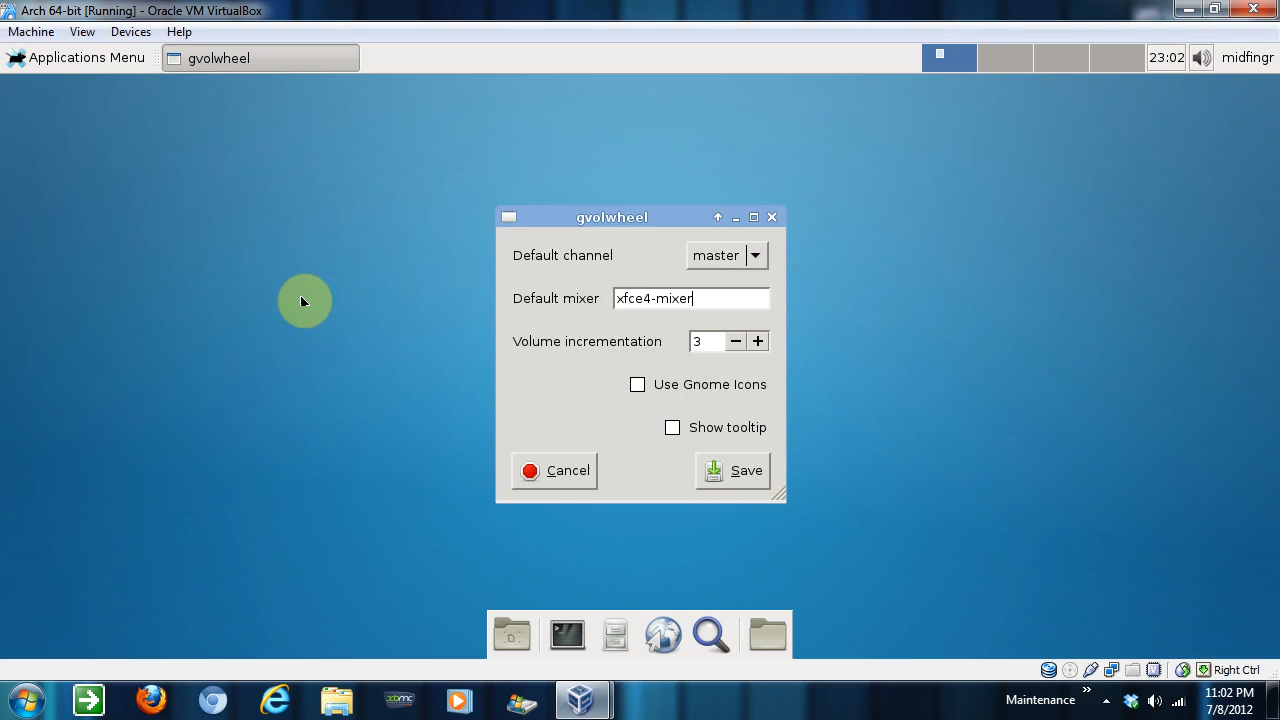 Arch 64-bit [Running] - Oracle VM VirtualBox
Machine View Devices Help
Applications Menu gvolwheel 23:02 midfingr
gvolwheel
Default channel master
Default mixer xfce4-mixer
Volume incrementation 3
Use Gnome Icons
Show tooltip
Cancel Save
D
>_
Right Ctrl
xbmc
Maintenance »
11:02 PM
7/8/2012